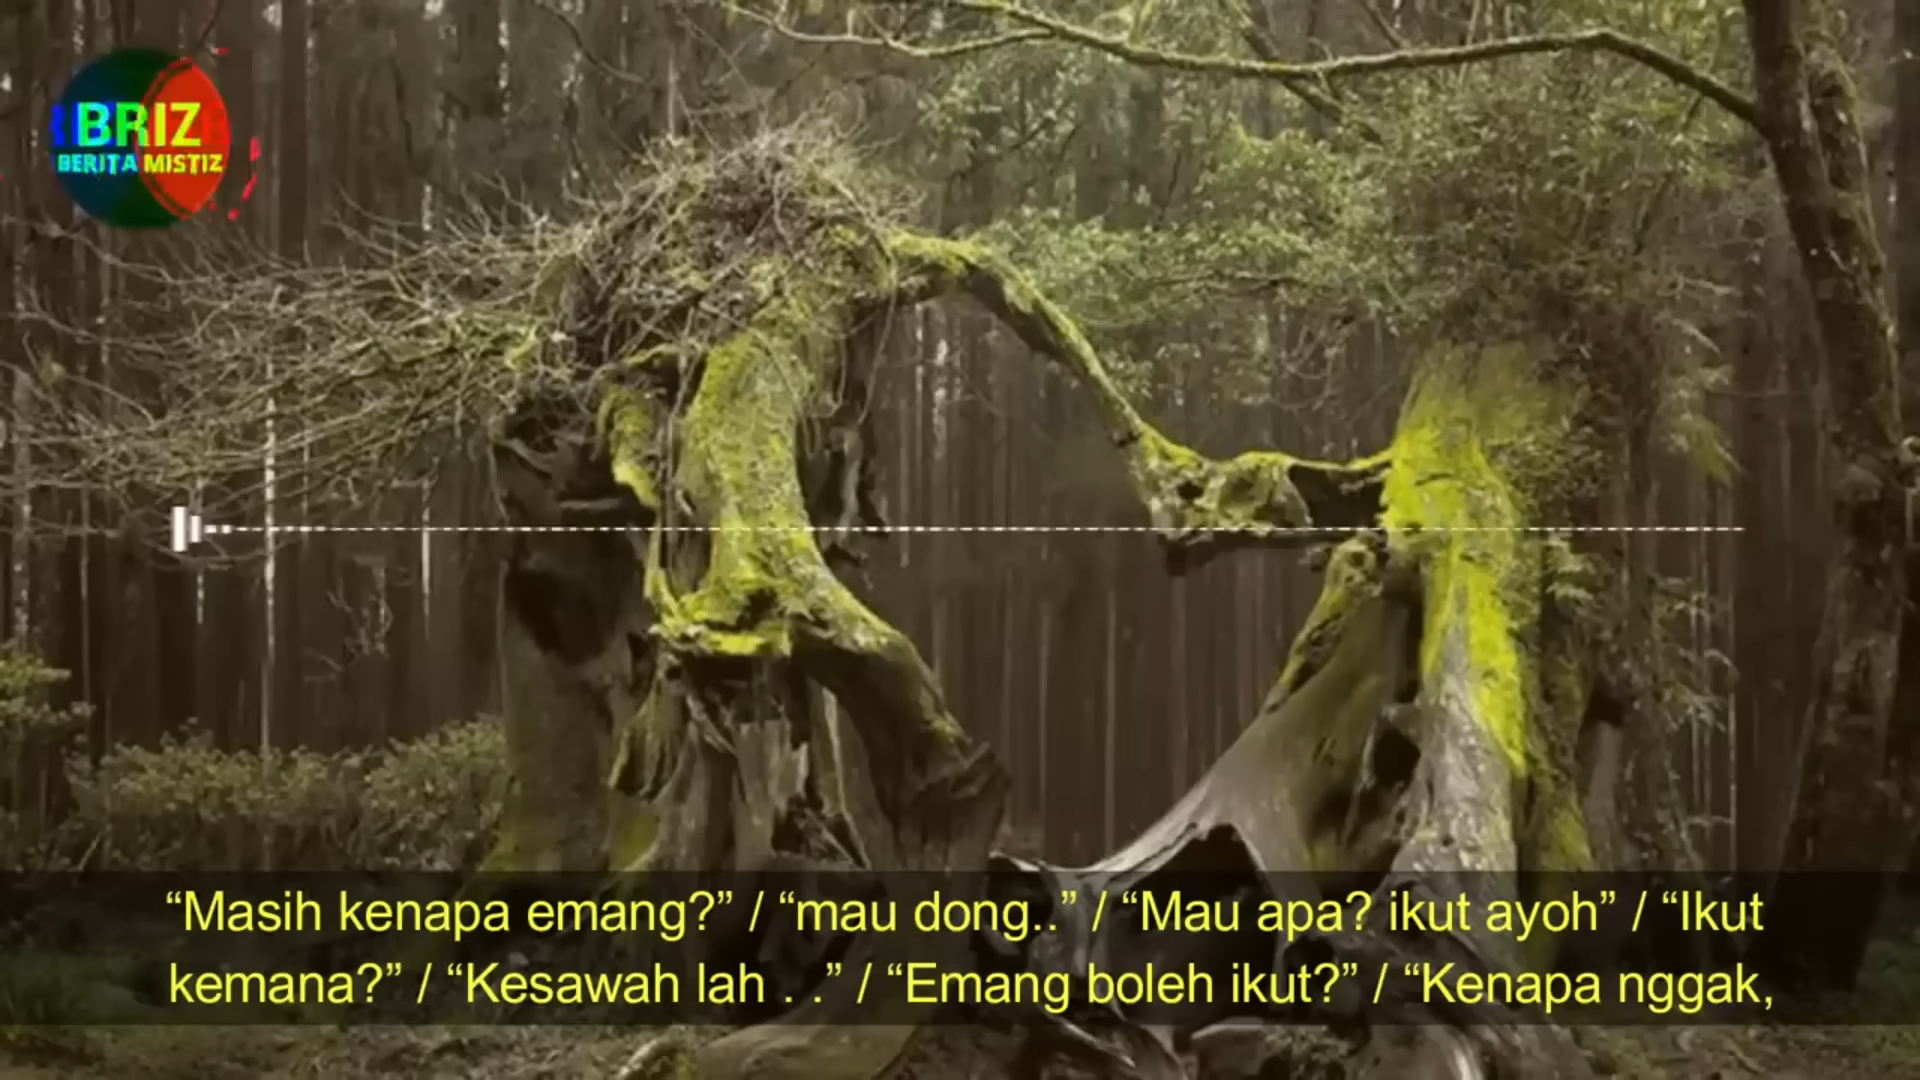 BRIZ
BERITA MISTIZ
“Masih kenapa emang?” / “mau dong..” / “Mau apa? ikut ayoh” / “Ikut
kemana?” / “Kesawah lah . .” / “Emang boleh ikut?” / “Kenapa nggak,